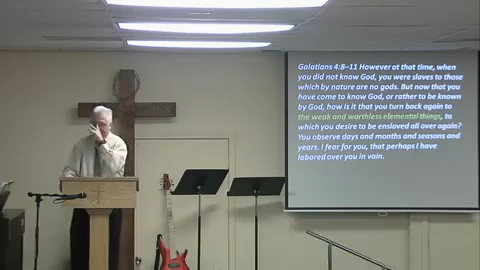 Galatians 4:8–11 However at that time, when
you did not know God, you were slaves to those
which by nature are no gods. But now that you
have come to know God, or rather to be known
by God, how is it that you turn back again to
the weak and worthless elemental things, to
which you desire to be enslaved all over again?
You observe days and months and seasons and
years. I fear for you, that perhaps I have
labored over you in vain.